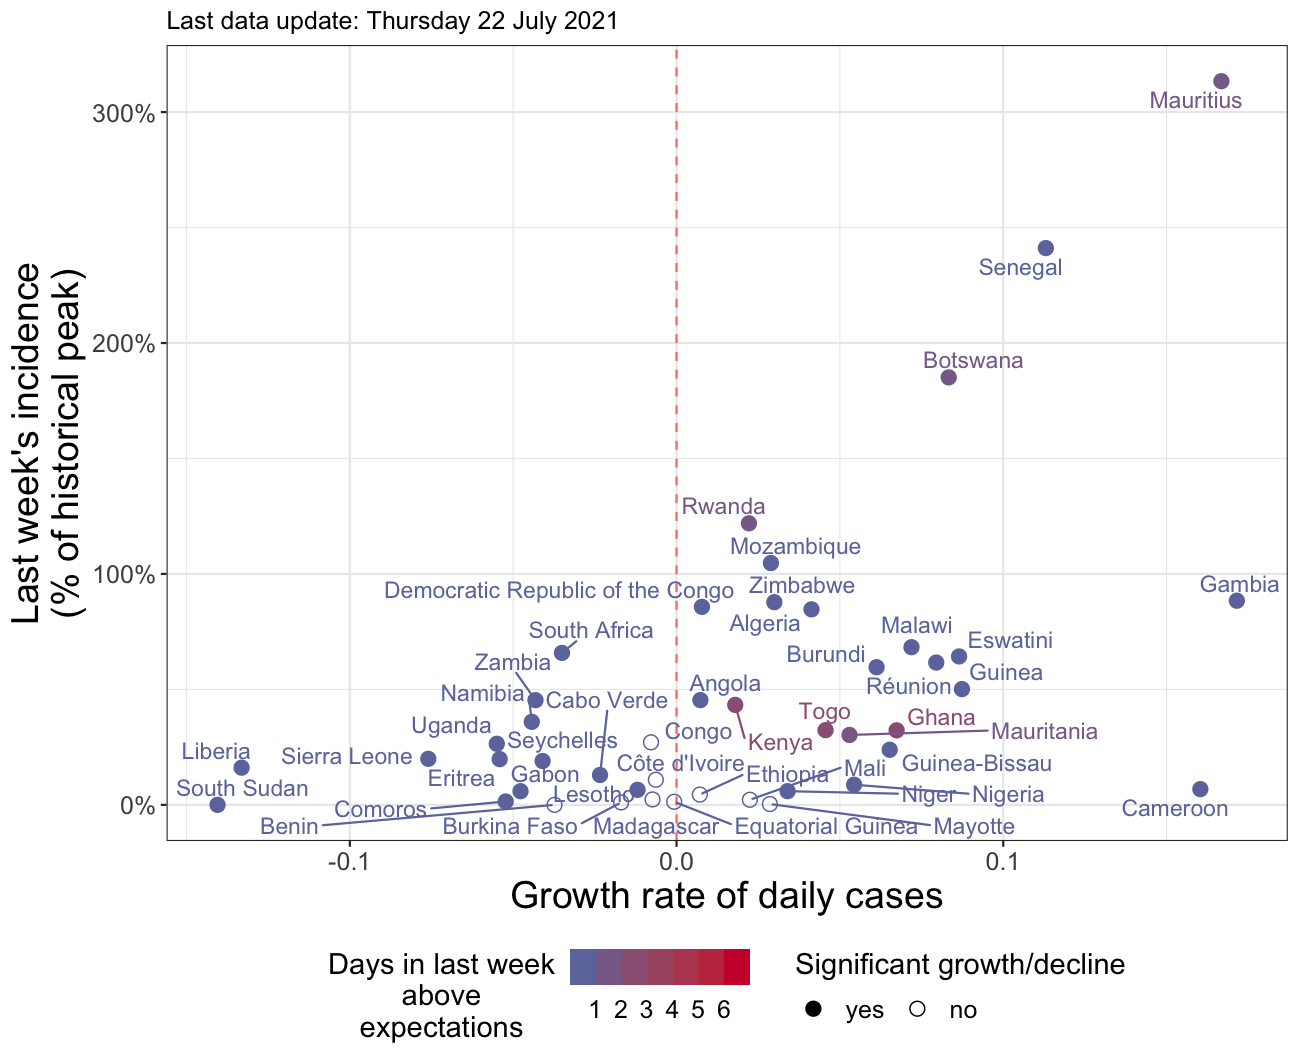 Last data update: Thursday 22 July 2021
Last week's incidence
(% of historical peak)
300%
200%
100%
0%
Mauritius
Senegal
Botswana
Rwanda
Mozambique
Democratic Republic of the Congo
Zimbabwe
Gambia
Algeria
South Africa
Malawi
Eswatini
Zambia
Burundi
Guinea
Namibia
Cabo Verde
Angola
Réunion
Uganda
Togo
Ghana
Seychelles
Congo
Kenya
Mauritania
Liberia
Sierra Leone
Côte d'Ivoire
Guinea-Bissau
Eritrea
Gabon
Ethiopia
Mali
South Sudan
Lesotho
Niger
Nigeria
Comoros
Cameroon
Benin
Burkina Faso
Madagascar
Equatorial Guinea
Mayotte
-0.1
0.0
0.1
Growth rate of daily cases
Days in last week
above
expectations
1 2 3 4 5 6
Significant growth/decline
yes
no